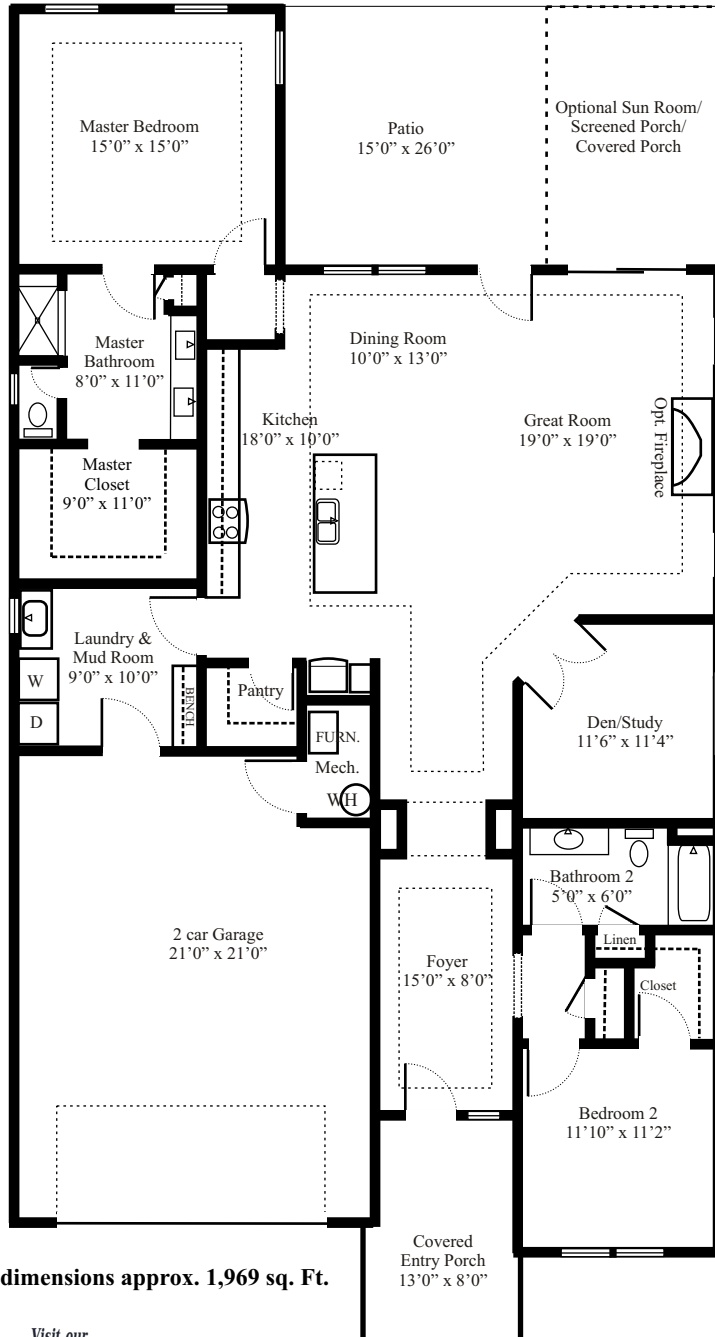 Master Bedroom
15’0” x 15’0”
Patio
15’0” x 26’0”
Optional Sun Room/
Screened Porch/
Covered Porch
Master
Bathroom
8’0” x 11’0”
Dining Room
10’0” x 13’0”
Kitchen
18’0” x 10’0”
Great Room
19’0” x 19’0”
Opt. Fireplace
Master
Closet
9’0” x 11’0”
Laundry &
Mud Room
9’0” x 10’0”
W
D
BENCH
Pantry
FURN.
Mech.
WH
Den/Study
11’6” x 11’4”
Bathroom 2
5’0” x 6’0”
Linen
Closet
2 car Garage
21’0” x 21’0”
Foyer
15’0” x 8’0”
Bedroom 2
11’10” x 11’2”
Covered
Entry Porch
13’0” x 8’0”
dimensions approx. 1,969 sq. Ft.
Visit our